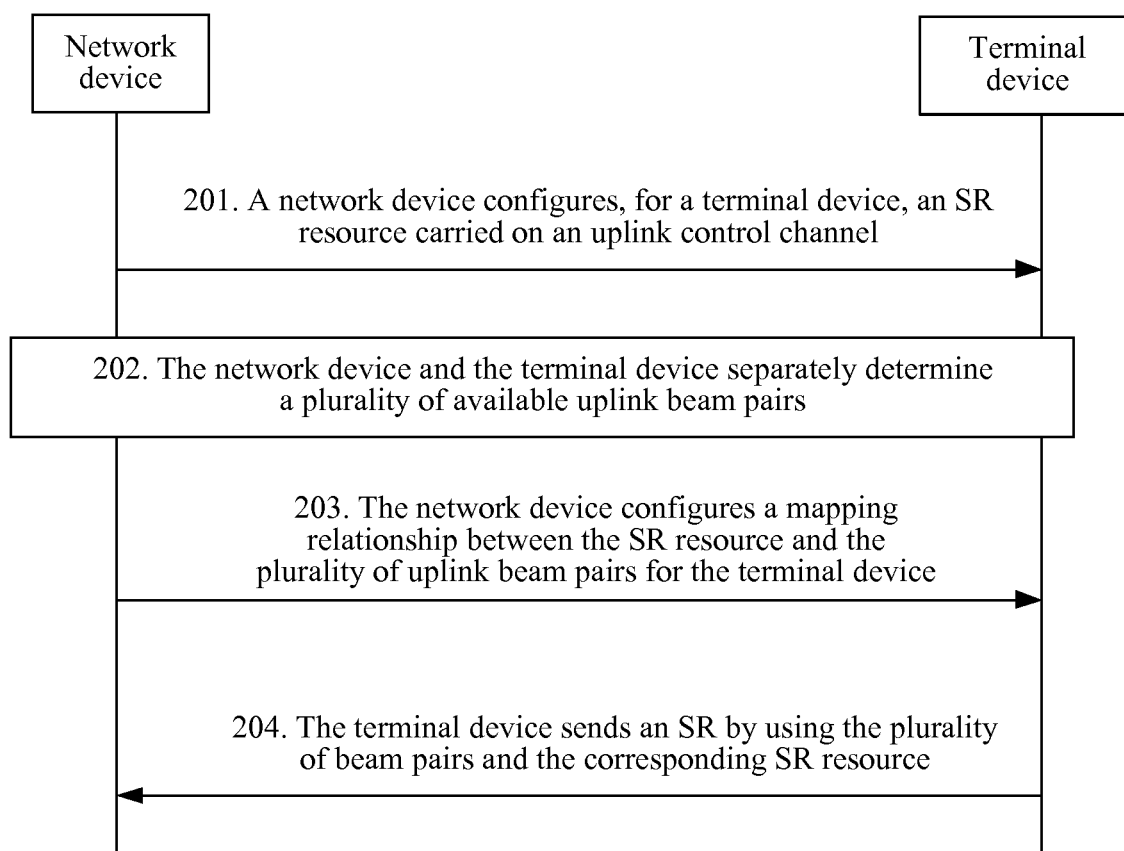 Network
device
Terminal
device
201. A network device configures, for a terminal device, an SR
resource carried on an uplink control channel
202. The network device and the terminal device separately determine
a plurality of available uplink beam pairs
203. The network device configures a mapping
relationship between the SR resource and the
plurality of uplink beam pairs for the terminal device
204. The terminal device sends an SR by using the plurality
of beam pairs and the corresponding SR resource